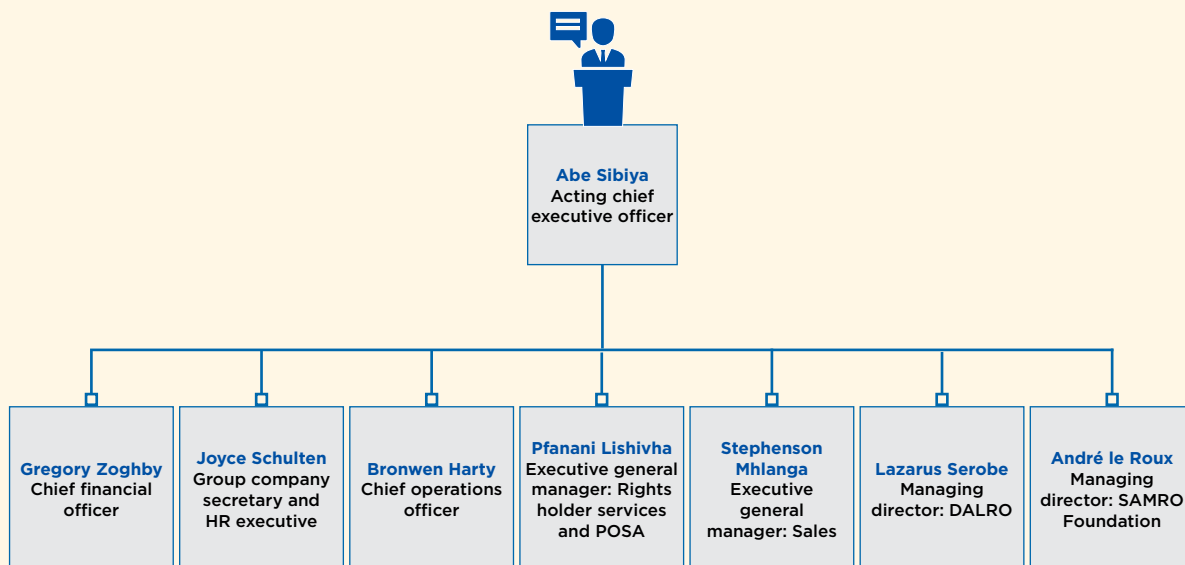 Abe Sibiya
Acting chief
executive officer
Gregory Zoghby
Chief financial
officer
Joyce Schulten
Group company
secretary and
HR executive
Bronwen Harty
Chief operations
officer
Pfanani Lishivha
Executive general
manager: Rights
holder services
and POSA
Stephenson
Mhlanga
Executive
general
manager: Sales
Lazarus Serobe
Managing
director: DALRO
André le Roux
Managing
director: SAMRO
Foundation